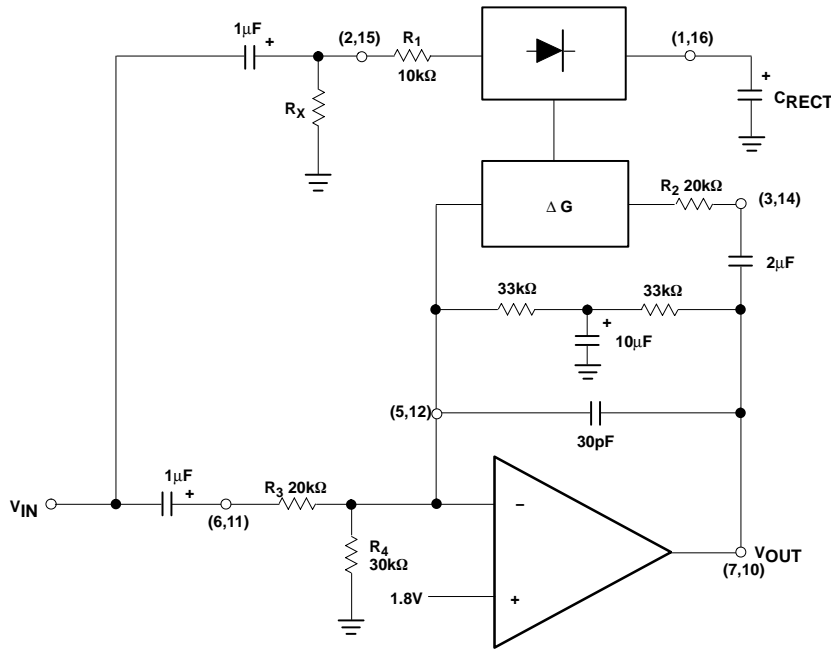 1μF
+
(2,15)
R1
10kΩ
(1,16)
+
CRECT
RX
ΔG
R2 20kΩ
(3,14)
2μF
33kΩ
33kΩ
+
10μF
(5,12)
30pF
1μF
+
VIN
(6,11)
R3 20kΩ
R4
30kΩ
–
+
1.8V
VOUT
(7,10)